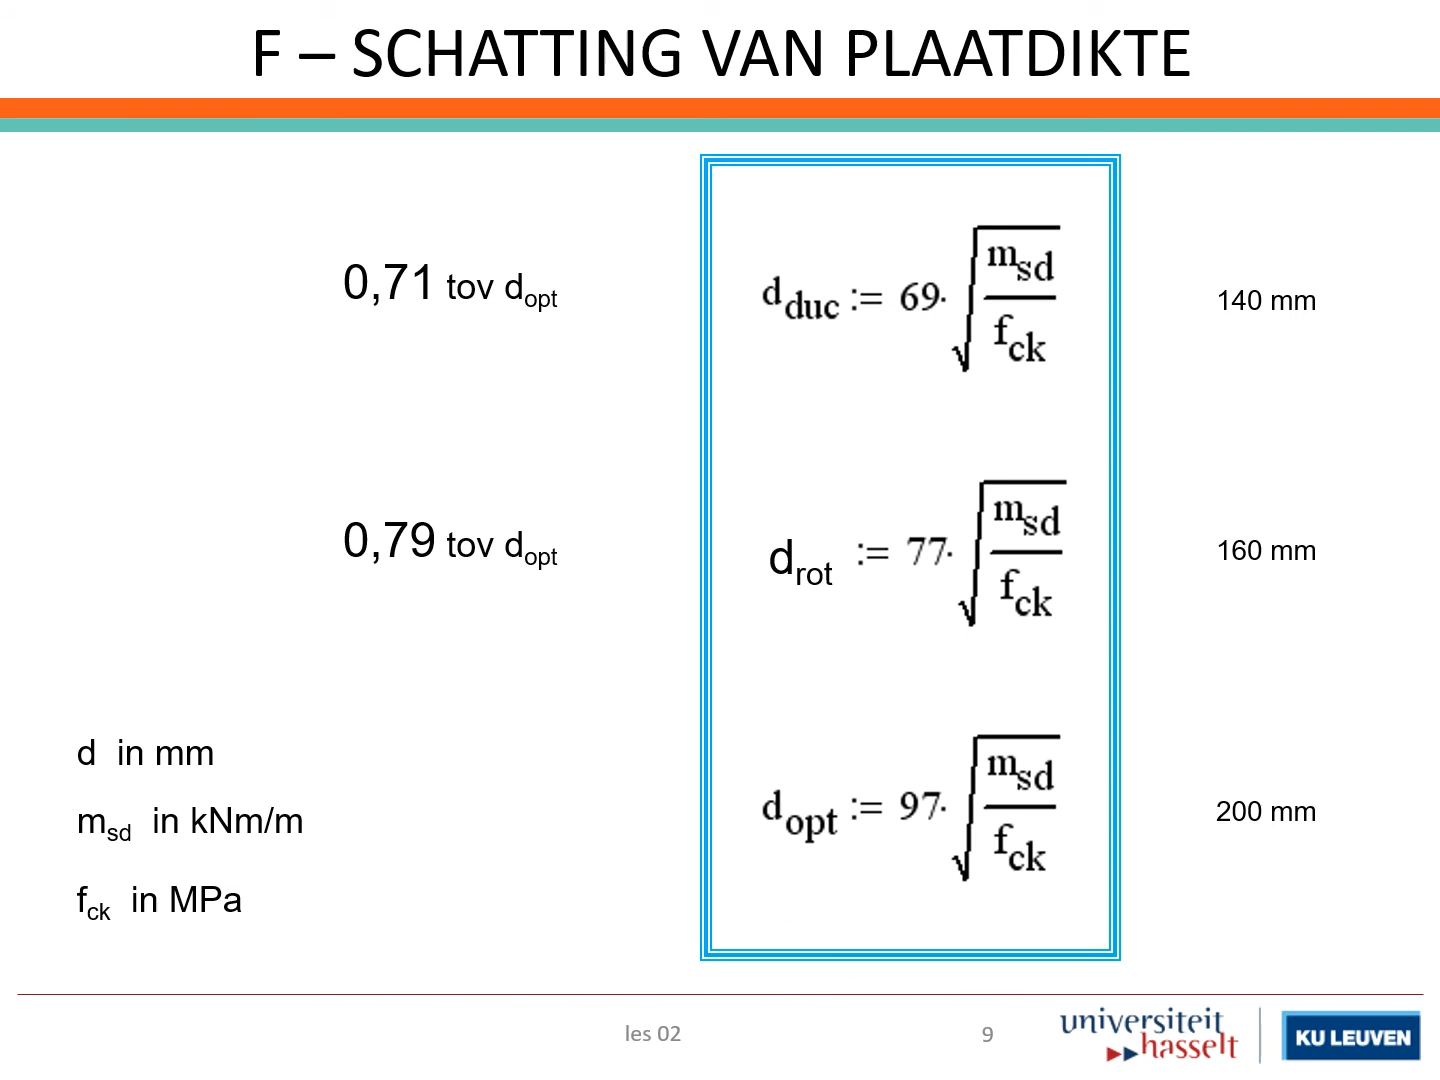 F – SCHATTING VAN PLAATDIKTE
0,71 tov d_opt
d_duc := 69· √(m_sd / f_ck)
140 mm
0,79 tov d_opt
d_rot := 77· √(m_sd / f_ck)
160 mm
d in mm
m_sd in kNm/m
f_ck in MPa
d_opt := 97· √(m_sd / f_ck)
200 mm
les 02
9
universiteit
hasselt
KU LEUVEN